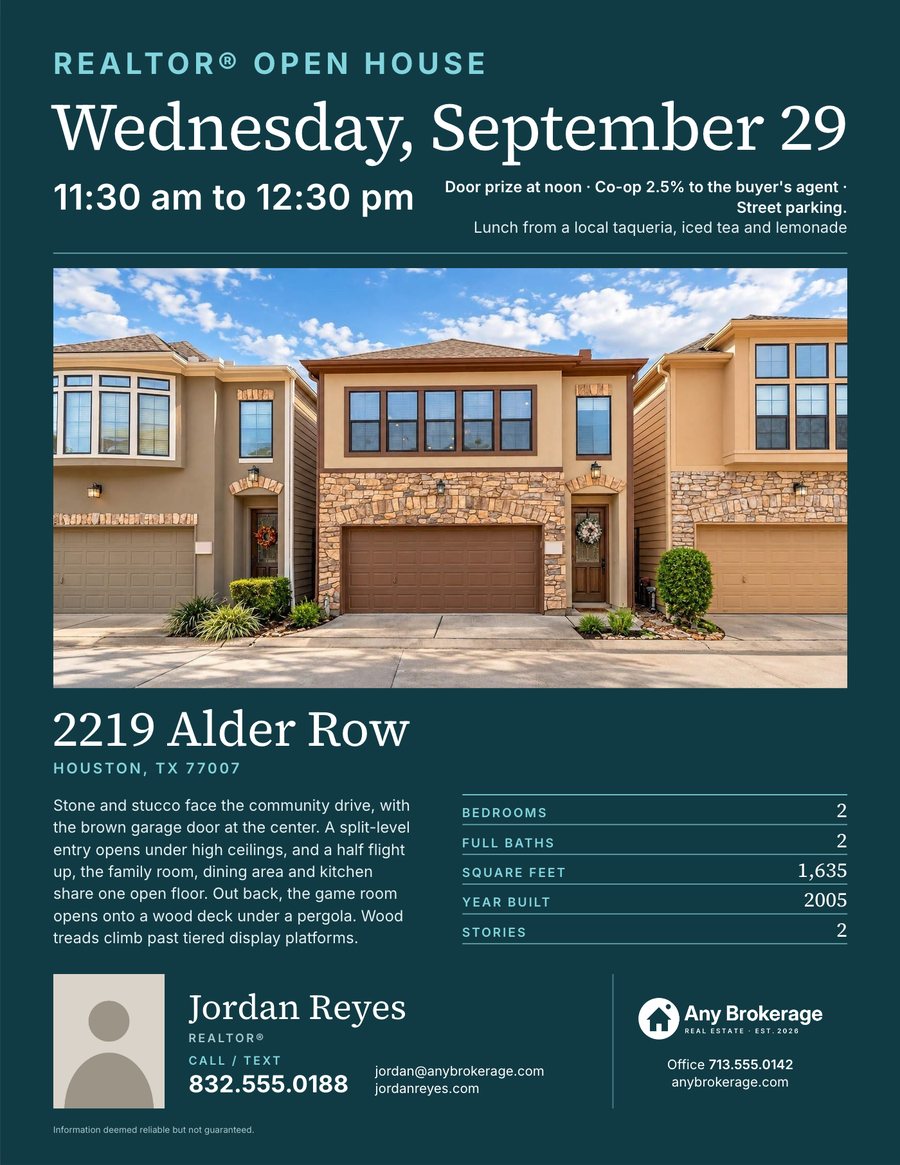 REALTOR® OPEN HOUSE
Wednesday, September 29
11:30 am to 12:30 pm
Door prize at noon · Co-op 2.5% to the buyer's agent ·
Street parking.
Lunch from a local taqueria, iced tea and lemonade
2219 Alder Row
HOUSTON, TX 77007
Stone and stucco face the community drive, with
the brown garage door at the center. A split-level
entry opens under high ceilings, and a half flight
up, the family room, dining area and kitchen
share one open floor. Out back, the game room
opens onto a wood deck under a pergola. Wood
treads climb past tiered display platforms.
BEDROOMS 2
FULL BATHS 2
SQUARE FEET 1,635
YEAR BUILT 2005
STORIES 2
Jordan Reyes
REALTOR®
CALL / TEXT
832.555.0188
jordan@anybrokerage.com
jordanreyes.com
Any Brokerage
REAL ESTATE · EST. 2026
Office 713.555.0142
anybrokerage.com
Information deemed reliable but not guaranteed.